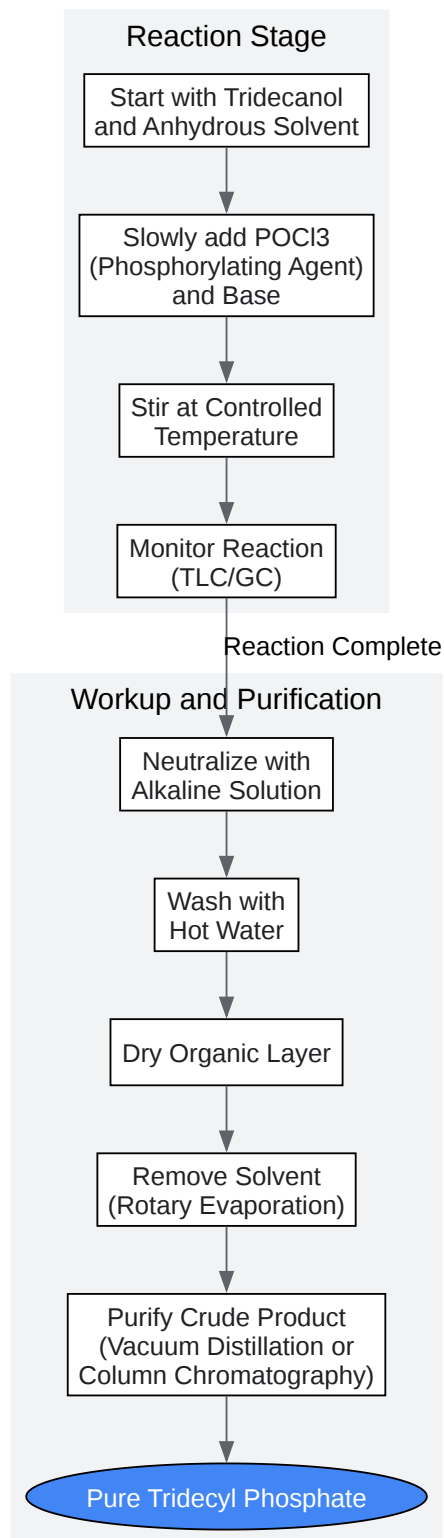 Reaction Stage
Start with Tridecanol
and Anhydrous Solvent
Slowly add POCl3
(Phosphorylating Agent)
and Base
Stir at Controlled
Temperature
Monitor Reaction
(TLC/GC)
Reaction Complete
Workup and Purification
Neutralize with
Alkaline Solution
Wash with
Hot Water
Dry Organic Layer
Remove Solvent
(Rotary Evaporation)
Purify Crude Product
(Vacuum Distillation or
Column Chromatography)
Pure Tridecyl Phosphate